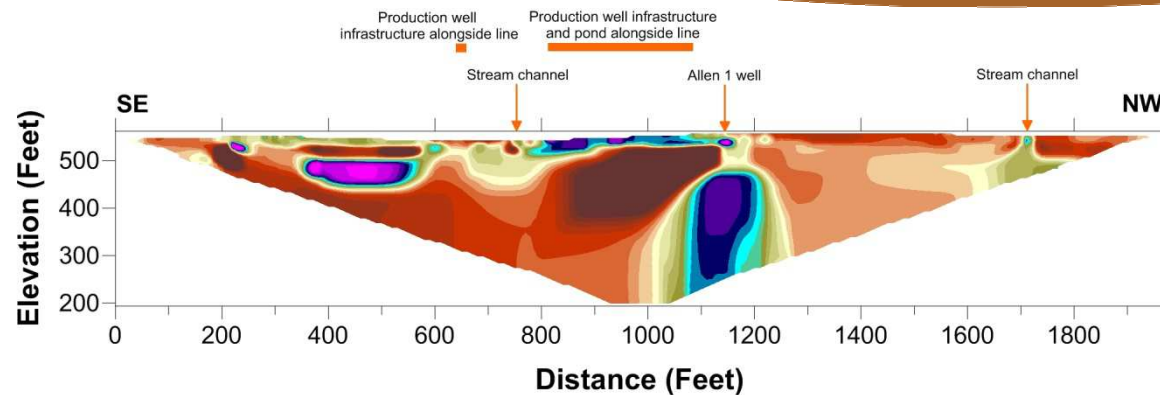 Production well
infrastructure alongside line
Production well infrastructure
and pond alongside line
Stream channel
Allen 1 well
Stream channel
SE
NW
Elevation (Feet)
500
400
300
200
0
200
400
600
800
1000
1200
1400
1600
1800
Distance (Feet)